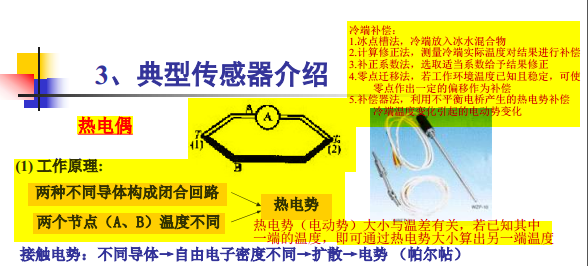 冷端补偿：
1.冰点槽法，冷端放入冰水混合物
2.计算修正法，测量冷端实际温度对结果进行补偿
3.补正系数法，选取适当系数给予结果修正
4.零点迁移法，若工作环境温度已知且稳定，可使
零点作出一定的偏移作为补偿
5.补偿器法，利用不平衡电桥产生的热电势补偿
冷端温度变化引起的电动势变化
3、典型传感器介绍
热电偶
A
A
T
(1)
T₀
(2)
B
(1) 工作原理:
两种不同导体构成闭合回路
两个节点（A、B）温度不同
热电势
热电势（电动势）大小与温差有关，若已知其中
一端的温度，即可通过热电势大小算出另一端温度
接触电势：不同导体→自由电子密度不同→扩散→电势 （帕尔帖）